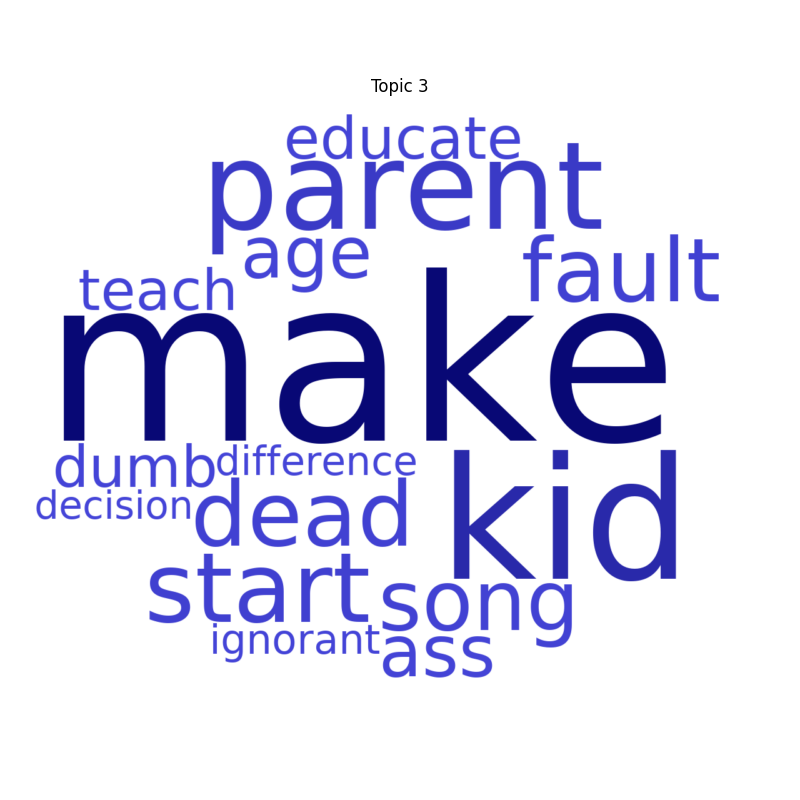 Topic 3
educate
parent
age
fault
teach
make
dumb
difference
kid
decision
dead
start
song
ignorant
ass